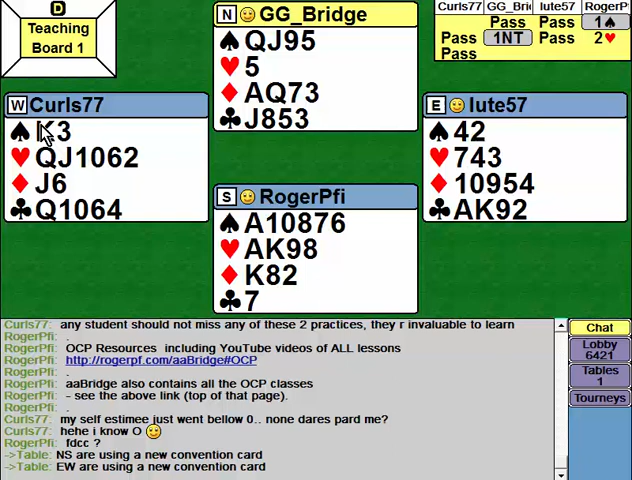 D
Teaching
Board 1
N GG_Bridge
♠ QJ95
♥ 5
♦ AQ73
♣ J853
Curls77 GG_Bri lute57 RogerPf
Pass Pass 1♠
Pass 1NT Pass 2♥
Pass
W Curls77
♠ K3
♥ QJ1062
♦ J6
♣ Q1064
E lute57
♠ 42
♥ 743
♦ 10954
♣ AK92
S RogerPfi
♠ A10876
♥ AK98
♦ K82
♣ 7
Curls77: any student should not miss any of these 2 practices, they r invaluable to learn
RogerPfi: .
RogerPfi: OCP Resources including YouTube videos of ALL lessons
RogerPfi: http://rogerpf.com/aaBridge#OCP
RogerPfi: .
RogerPfi: aaBridge also contains all the OCP classes
RogerPfi: - see the above link (top of that page).
RogerPfi: .
Curls77: my self estimee just went bellow 0.. none dares pard me?
Curls77: hehe i know O
RogerPfi: fdcc ?
->Table: NS are using a new convention card
->Table: EW are using a new convention card
Chat
Lobby
6421
Tables
1
Tourneys